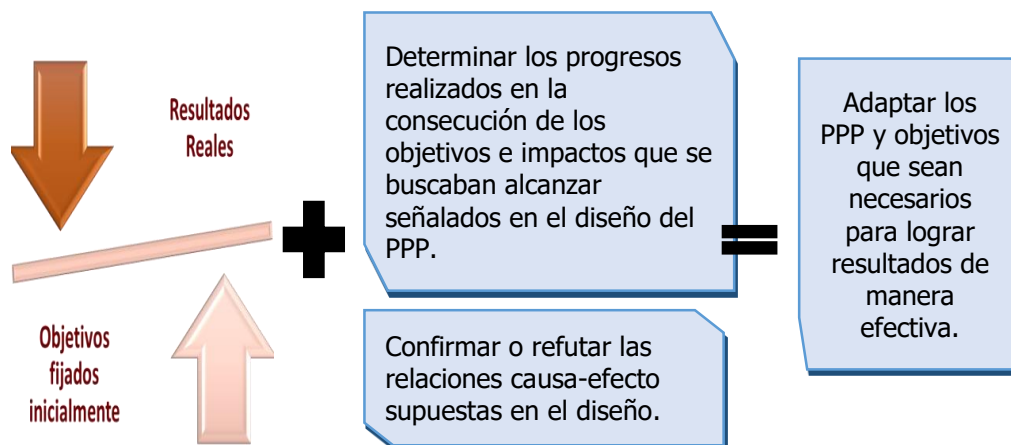 Resultados
Reales
Objetivos
fijados
inicialmente
Determinar los progresos
realizados en la
consecución de los
objetivos e impactos que se
buscaban alcanzar
señalados en el diseño del
PPP.
Confirmar o refutar las
relaciones causa-efecto
supuestas en el diseño.
Adaptar los
PPP y objetivos
que sean
necesarios
para lograr
resultados de
manera
efectiva.